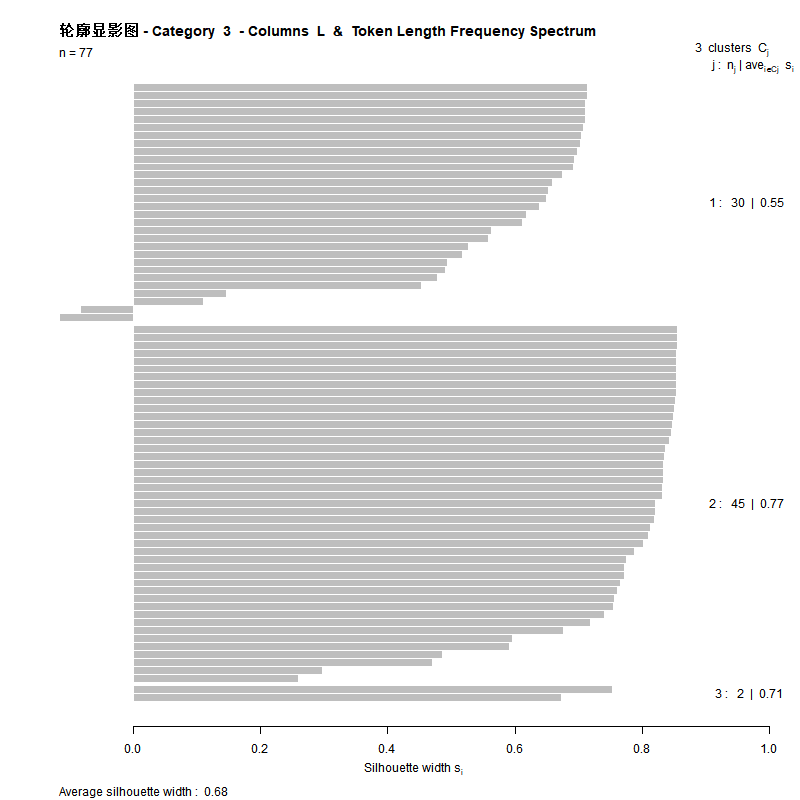 轮廓显影图 - Category 3 - Columns L & Token Length Frequency Spectrum
n = 77
3 clusters Cj
j : nj | avei∈Cj si
1 : 30 | 0.55
2 : 45 | 0.77
3 : 2 | 0.71
0.0 0.2 0.4 0.6 0.8 1.0
Silhouette width si
Average silhouette width : 0.68